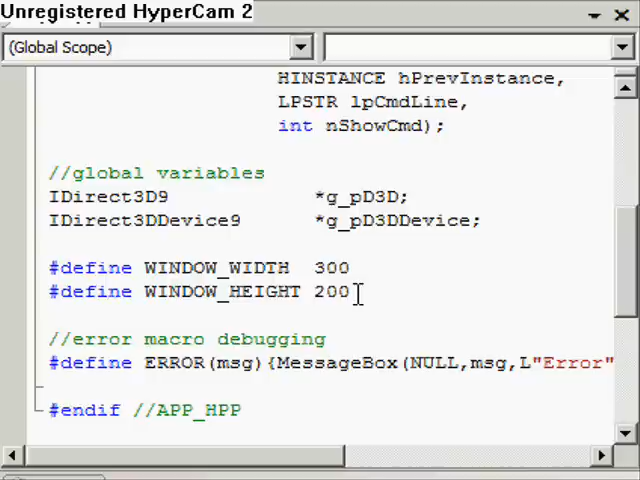 Unregistered HyperCam 2
(Global Scope)
HINSTANCE hPrevInstance,
LPSTR lpCmdLine,
int nShowCmd);
//global variables
IDirect3D9 *g_pD3D;
IDirect3DDevice9 *g_pD3DDevice;
#define WINDOW_WIDTH 300
#define WINDOW_HEIGHT 200
//error macro debugging
#define ERROR(msg){MessageBox(NULL,msg,L"Error"
#endif //APP_HPP